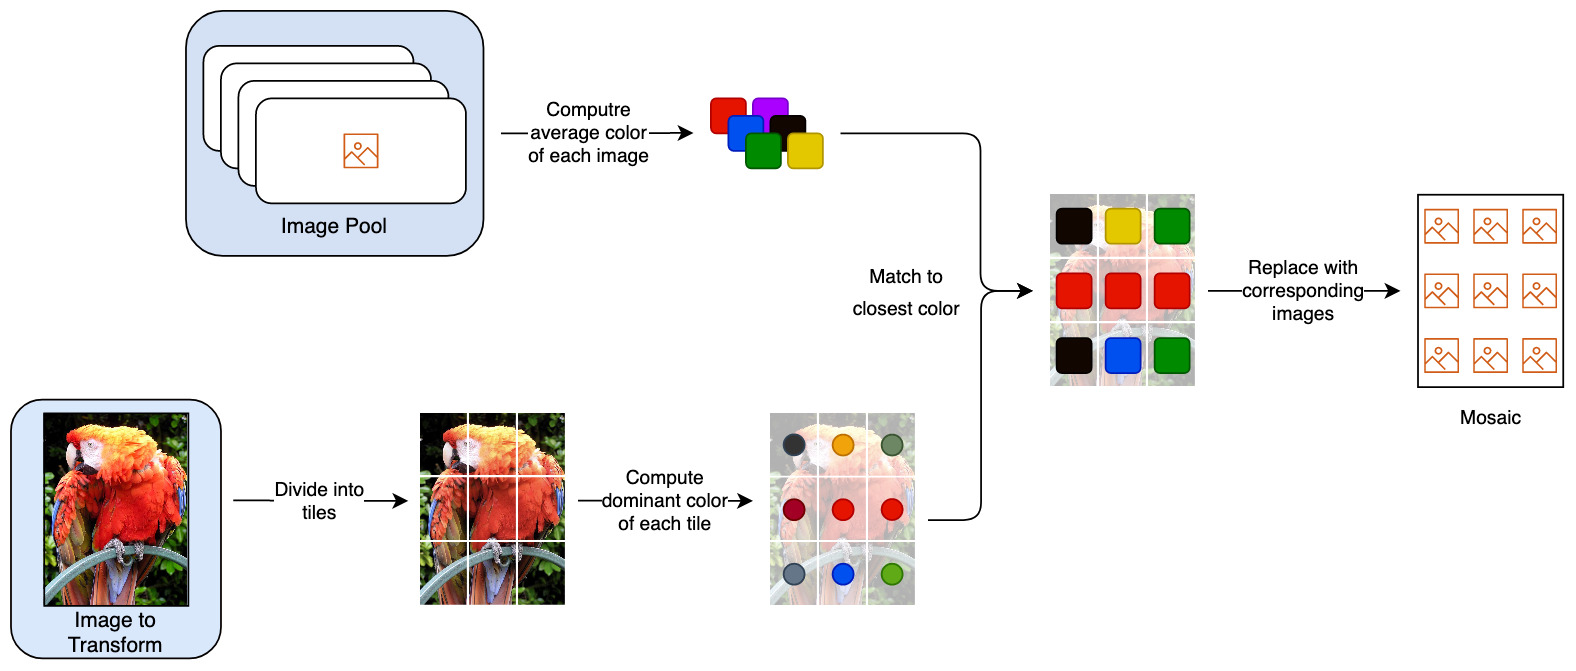 Computre
average color
of each image
Image Pool
Match to
closest color
Replace with
corresponding
images
Mosaic
Divide into
tiles
Compute
dominant color
of each tile
Image to
Transform